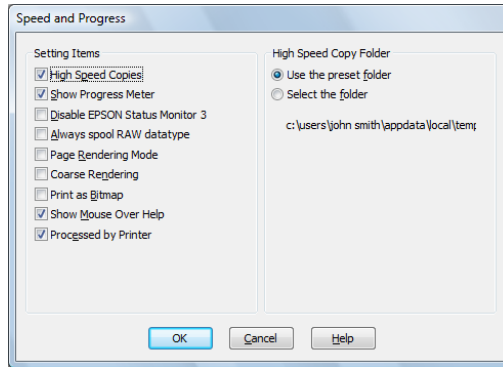 Speed and Progress
Setting Items
High Speed Copies
Show Progress Meter
Disable EPSON Status Monitor 3
Always spool RAW datatype
Page Rendering Mode
Coarse Rendering
Print as Bitmap
Show Mouse Over Help
Processed by Printer
High Speed Copy Folder
Use the preset folder
Select the folder
c:\users\john smith\appdata\local\temp
OK
Cancel
Help